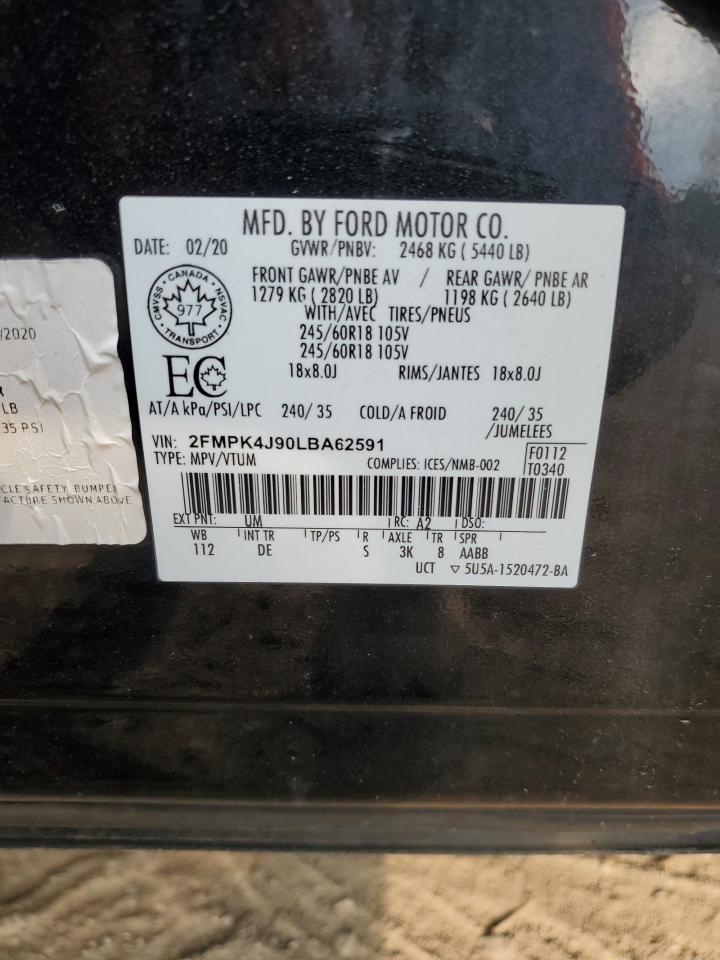 MFD. BY FORD MOTOR CO.
DATE: 02/20 GVWR/PNBV: 2468 KG ( 5440 LB)
FRONT GAWR/PNBE AV / REAR GAWR/ PNBE AR
1279 KG ( 2820 LB) 1198 KG ( 2640 LB)
WITH/AVEC TIRES/PNEUS
245/60R18 105V
245/60R18 105V
18x8.0J RIMS/JANTES 18x8.0J
CANADA
CMVSS NSVAC
977
TRANSPORT
EC
AT/A kPa/PSI/LPC 240/ 35 COLD/A FROID 240/ 35
/JUMELEES
VIN: 2FMPK4J90LBA62591
TYPE: MPV/VTUM COMPLIES: ICES/NMB-002
F0112
T0340
EXT PNT: UM RC: A2 DSO:
WB INT TR TP/PS R AXLE TR SPR
112 DE S 3K 8 AABB
UCT ▽ 5U5A-1520472-BA
/2020
LB
35 PSI
CLE SAFETY BUMPER
ACTURE SHOWN ABOVE